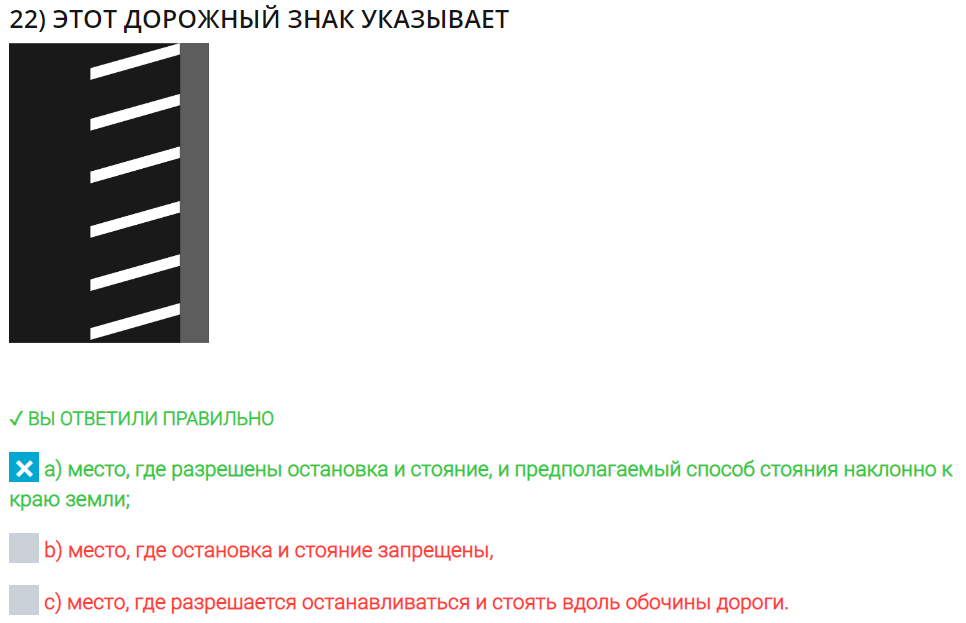 22) ЭТОТ ДОРОЖНЫЙ ЗНАК УКАЗЫВАЕТ
✓ ВЫ ОТВЕТИЛИ ПРАВИЛЬНО
a) место, где разрешены остановка и стояние, и предполагаемый способ стояния наклонно к
краю земли;
b) место, где остановка и стояние запрещены,
c) место, где разрешается останавливаться и стоять вдоль обочины дороги.